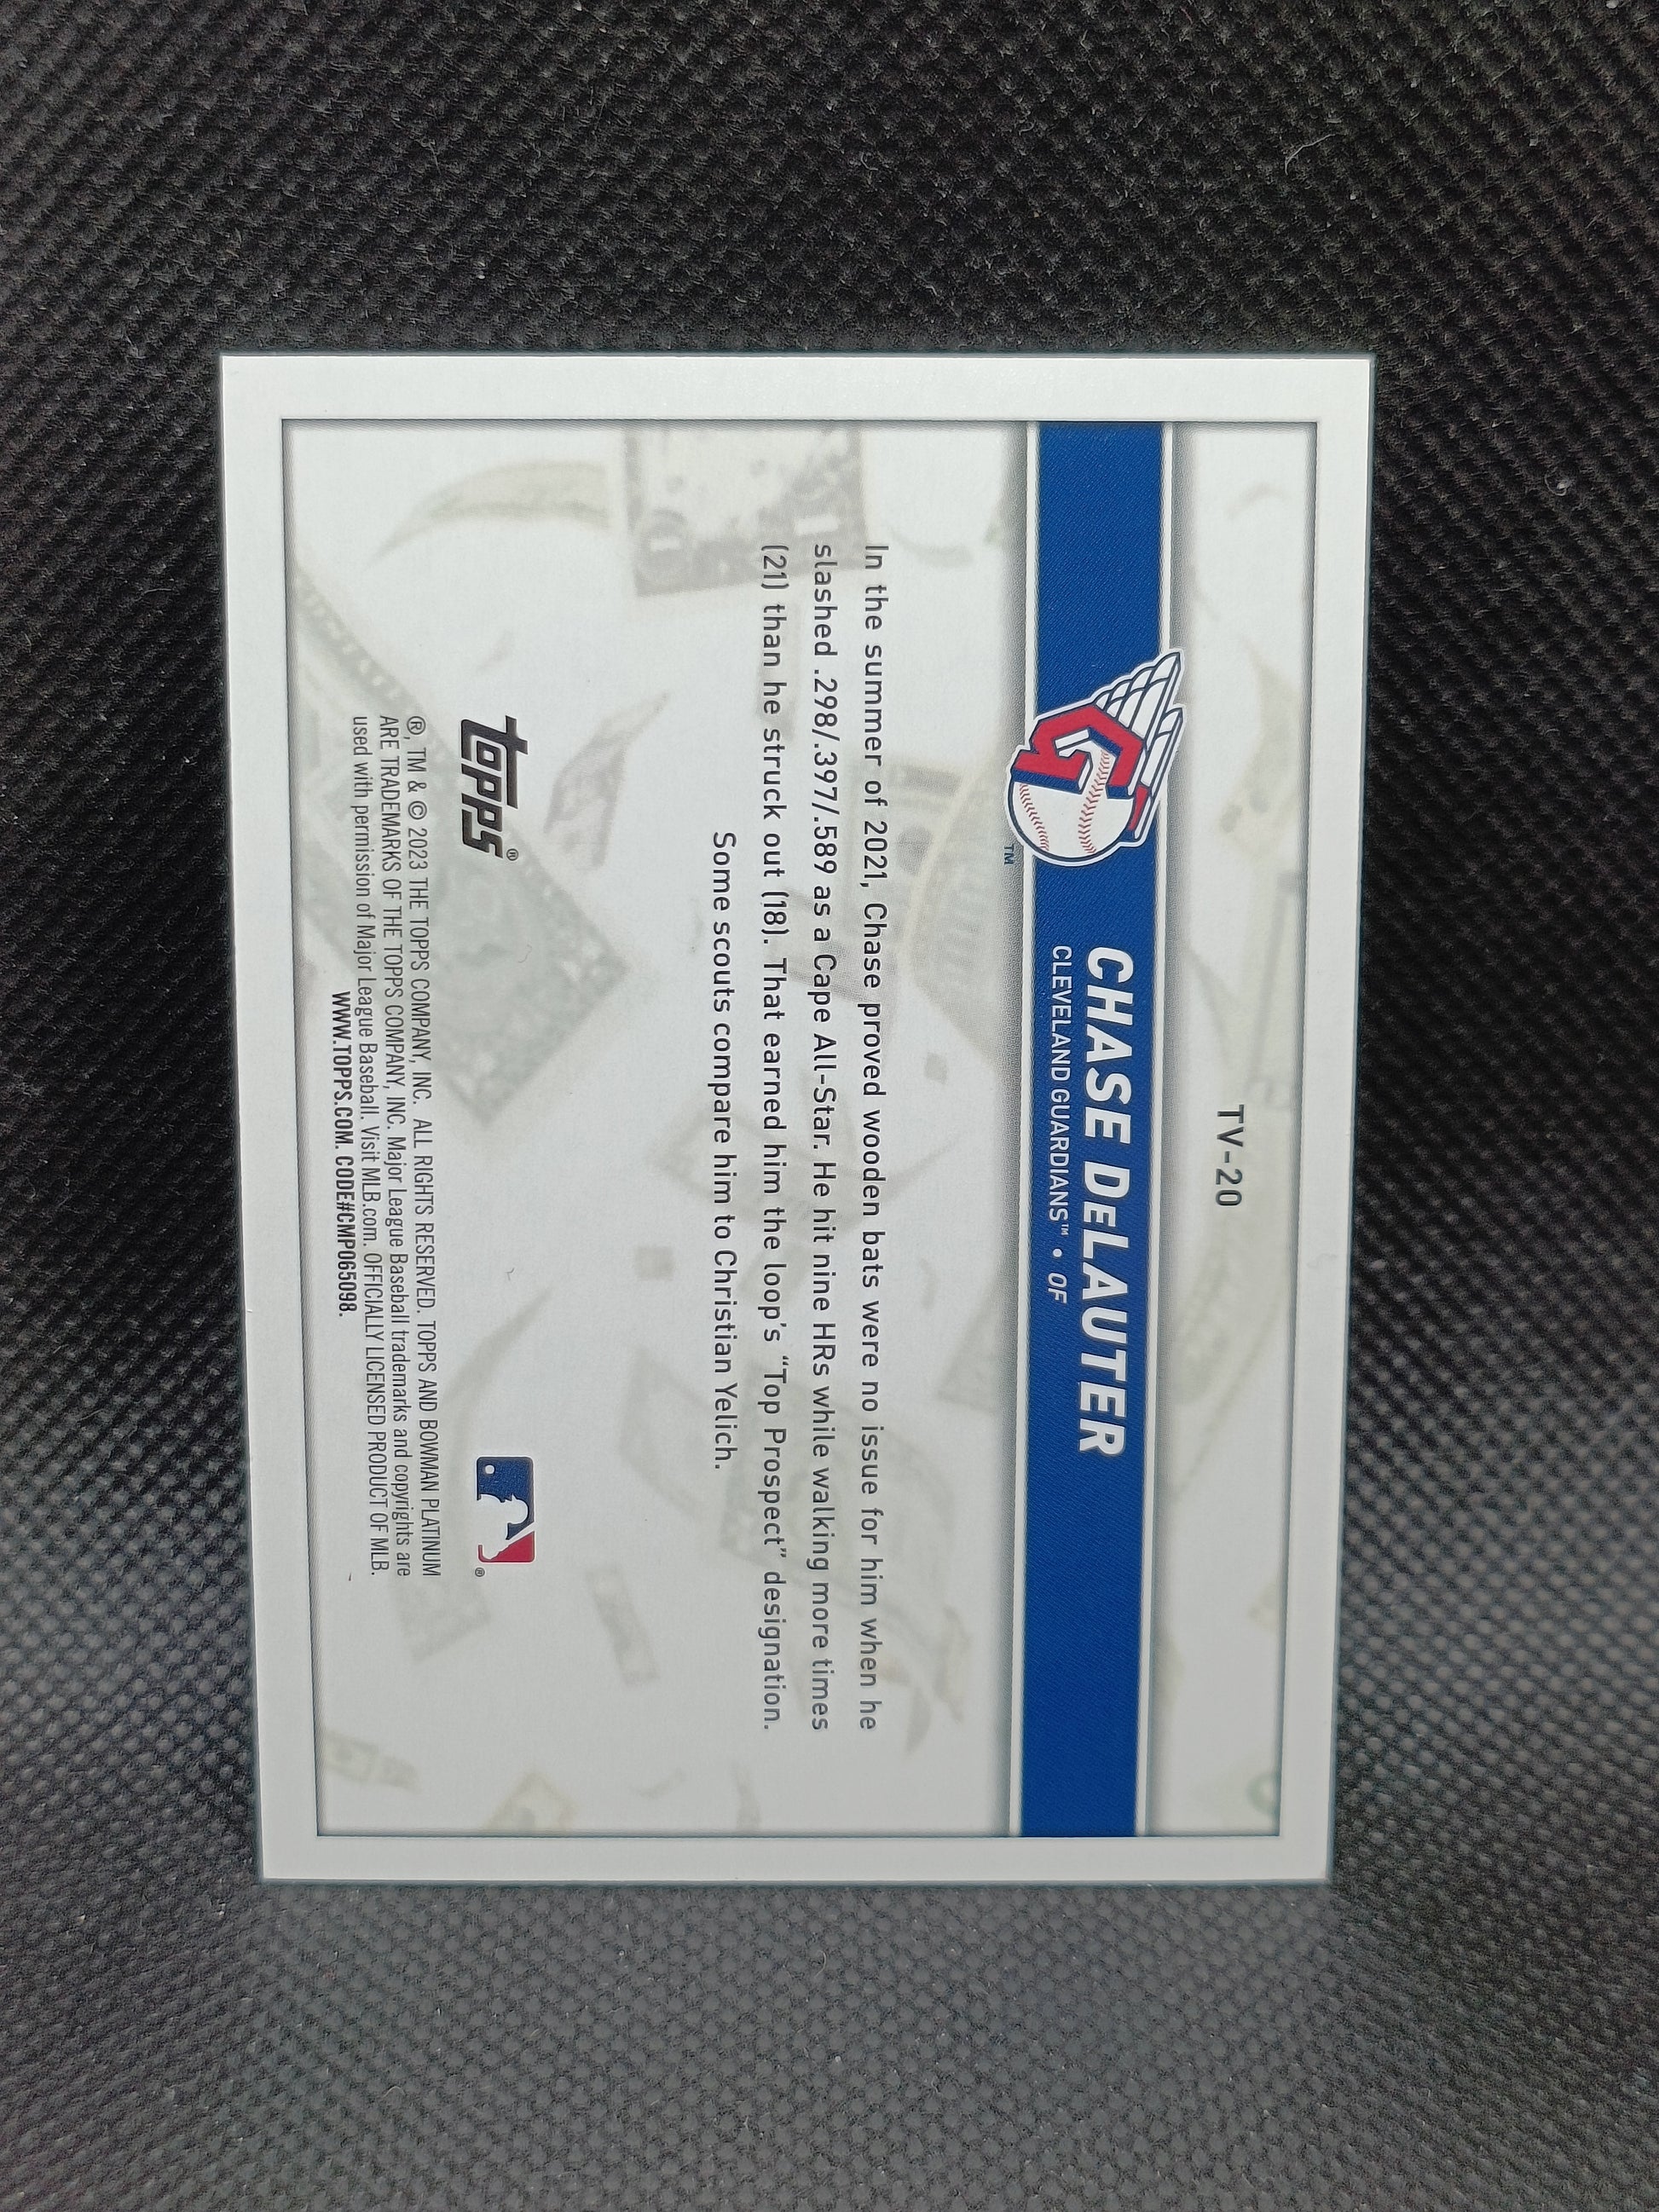 TV-20
CHASE DeLAUTER
CLEVELAND GUARDIANS™ • OF
TM
In the summer of 2021, Chase proved wooden bats were no issue for him when he
slashed .298/.397/.589 as a Cape All-Star. He hit nine HRs while walking more times
(21) than he struck out (18). That earned him the loop's “Top Prospect” designation.
Some scouts compare him to Christian Yelich.
topps®
®
®, TM & © 2023 THE TOPPS COMPANY, INC. ALL RIGHTS RESERVED. TOPPS AND BOWMAN PLATINUM
ARE TRADEMARKS OF THE TOPPS COMPANY, INC. Major League Baseball trademarks and copyrights are
used with permission of Major League Baseball. Visit MLB.com. OFFICIALLY LICENSED PRODUCT OF MLB.
WWW.TOPPS.COM. CODE#CMP065098.